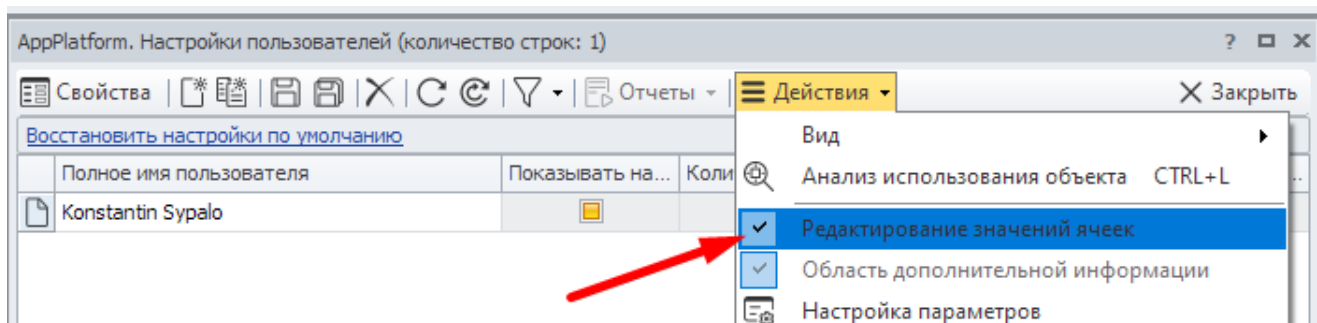 AppPlatform. Настройки пользователей (количество строк: 1)
Свойства Отчеты Действия Закрыть
Восстановить настройки по умолчанию
Вид
Полное имя пользователя Показывать на... Коли
Анализ использования объекта CTRL+L
Konstantin Sypalo
Редактирование значений ячеек
Область дополнительной информации
Настройка параметров